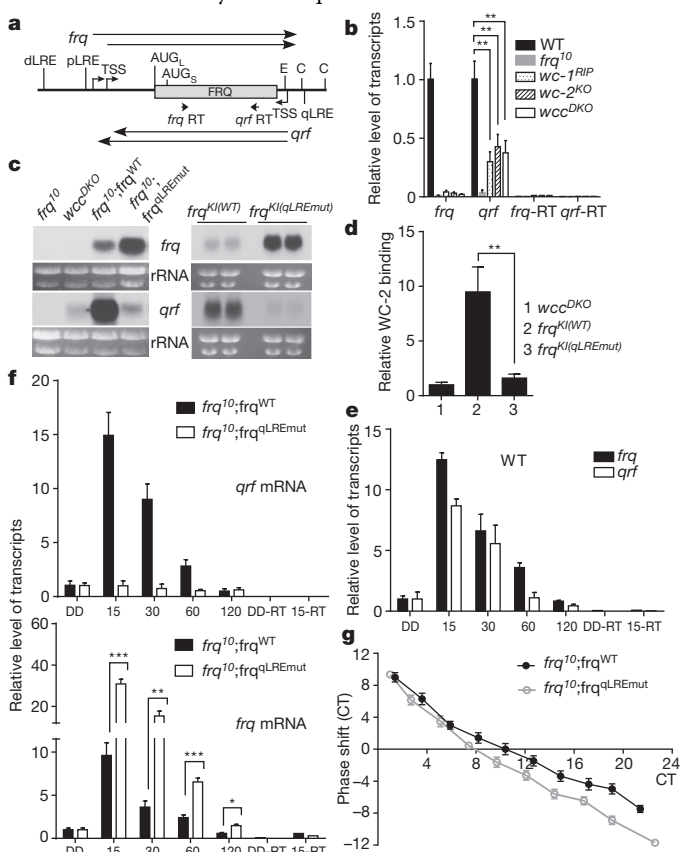 a
frq
dLRE pLRE TSS AUGL AUGS E C C
FRQ
frq RT qrf RT TSS qLRE
qrf
b
Relative level of transcripts
1.5
1.0
0.5
0
**
**
**
WT
frq10
wc-1RIP
wc-2KO
wccDKO
frq qrf frq-RT qrf-RT
c
frq10 wccDKO frq10;frqWT frq10;frqqLREmut
frqKI(WT) frqKI(qLREmut)
frq
rRNA
qrf
rRNA
d
Relative WC-2 binding
15
10
5
0
**
1 wccDKO
2 frqKI(WT)
3 frqKI(qLREmut)
1 2 3
e
Relative level of transcripts
15
10
5
WT
frq
qrf
DD 15 30 60 120 DD-RT 15-RT
f
Relative level of transcripts
20
15
10
5
0
frq10;frqWT
frq10;frqqLREmut
qrf mRNA
DD 15 30 60 120 DD-RT 15-RT
60
40
20
10
5
0
frq10;frqWT
frq10;frqqLREmut
frq mRNA
***
**
***
*
DD 15 30 60 120 DD-RT 15-RT
g
Phase shift (CT)
12
8
4
0
−4
−8
−12
frq10;frqWT
frq10;frqqLREmut
4 8 12 16 20 24
CT